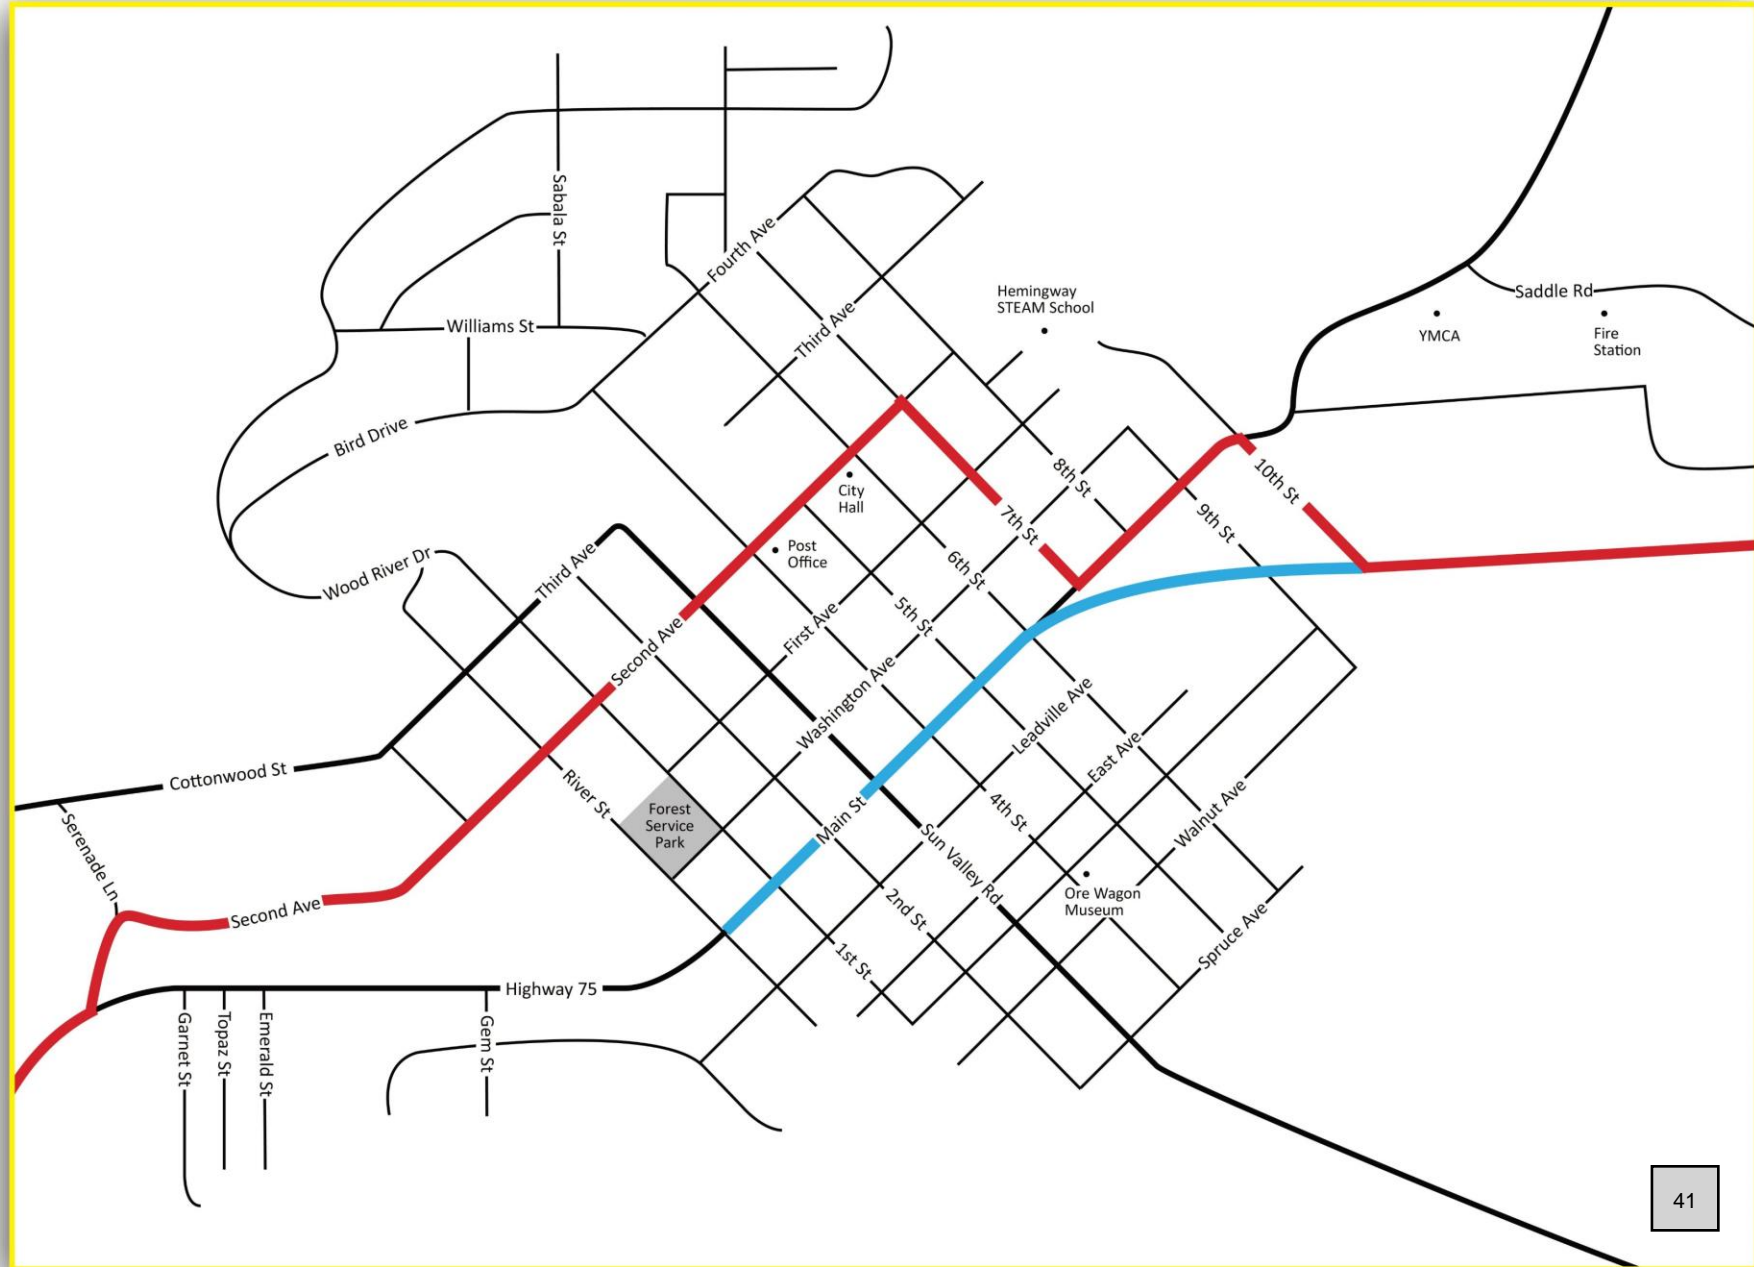 Sabala St
Fourth Ave
Hemingway
STEAM School
Saddle Rd
Williams St
Third Ave
YMCA
Fire
Station
Bird Drive
8th St
10th St
City
Hall
9th St
7th St
Post
Office
Wood River Dr
Third Ave
6th St
5th St
First Ave
Second Ave
Washington Ave
Leadville Ave
East Ave
Cottonwood St
River St
Forest
Service
Park
Main St
4th St
Walnut Ave
Serenade Ln
Sun Valley Rd
Ore Wagon
Museum
Second Ave
2nd St
Spruce Ave
1st St
Highway 75
Garnet St
Topaz St
Emerald St
Gem St
41